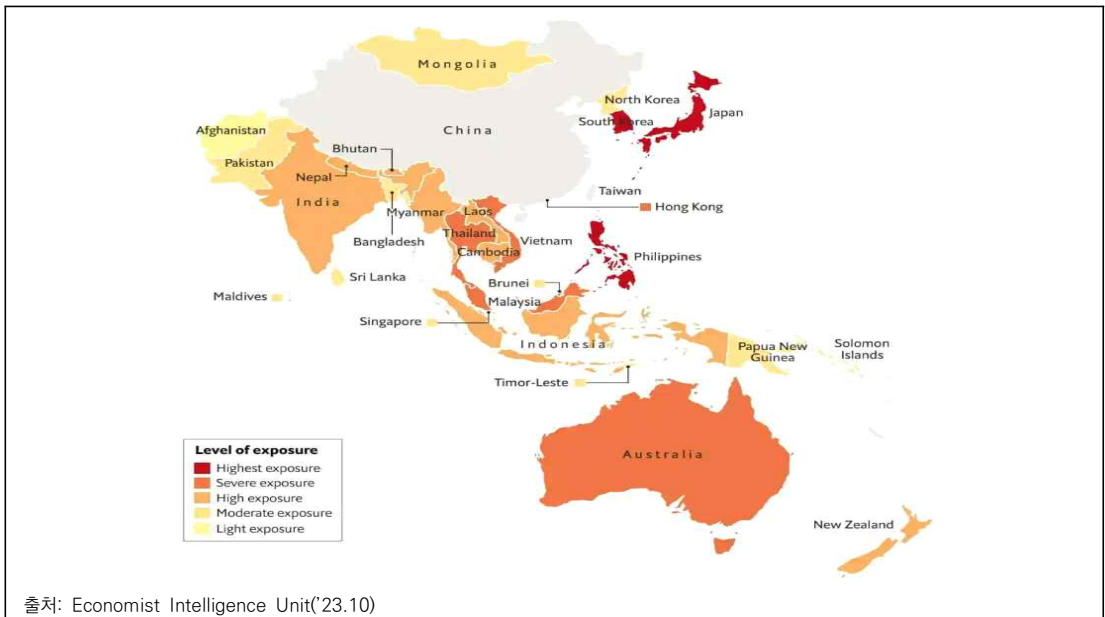 Mongolia
North Korea
Japan
South Korea
Afghanistan
China
Bhutan
Pakistan
Nepal
Taiwan
India
Hong Kong
Myanmar
Laos
Thailand
Bangladesh
Vietnam
Cambodia
Philippines
Sri Lanka
Brunei
Maldives
Malaysia
Singapore
Indonesia
Papua New
Guinea
Solomon
Islands
Timor-Leste
Level of exposure
Highest exposure
Severe exposure
High exposure
Moderate exposure
Light exposure
Australia
New Zealand
출처: Economist Intelligence Unit('23.10)